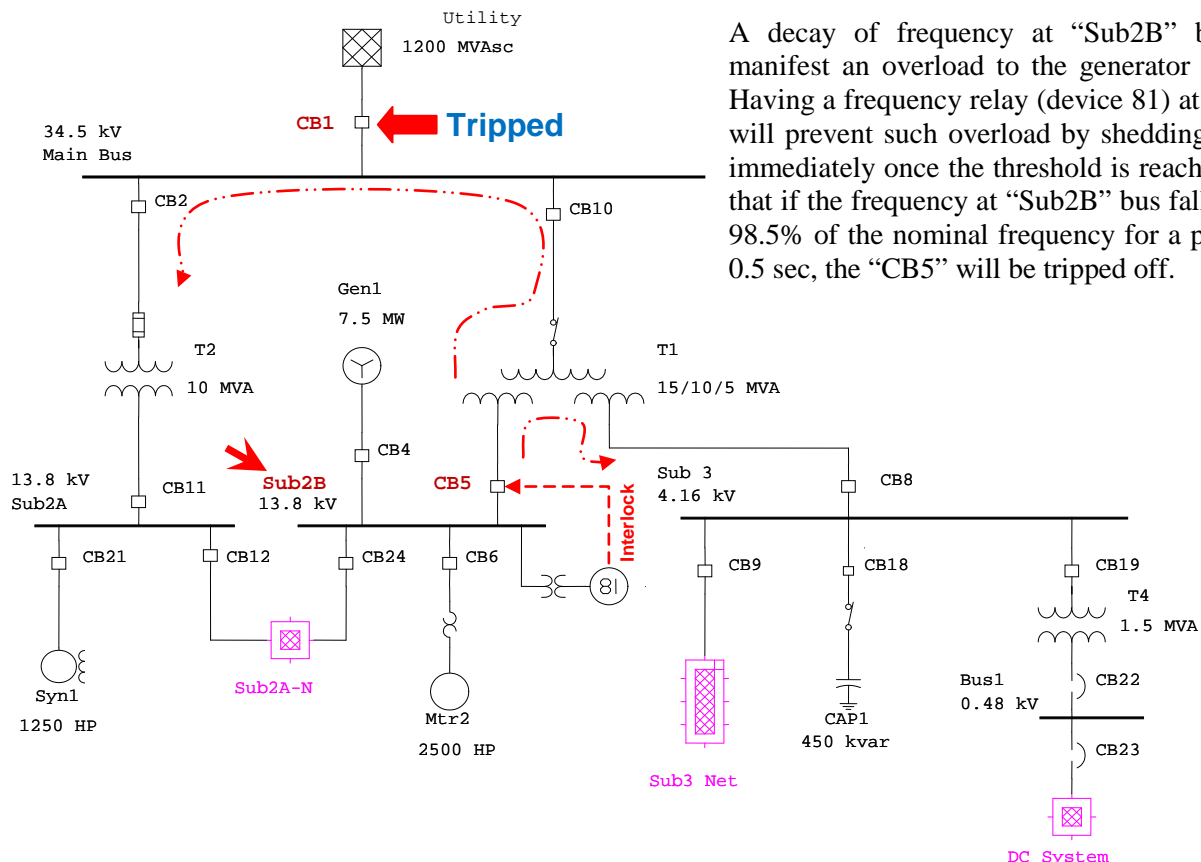 Utility
1200 MVAsc
CB1
Tripped
34.5 kV
Main Bus
CB2
CB10
Gen1
7.5 MW
T2
10 MVA
T1
15/10/5 MVA
CB4
13.8 kV
Sub2A
CB11
Sub2B
13.8 kV
CB5
Interlock
81
Sub 3
4.16 kV
CB8
CB21
CB12
CB24
CB6
CB9
CB18
CB19
T4
1.5 MVA
Syn1
1250 HP
Sub2A-N
Mtr2
2500 HP
Sub3 Net
CAP1
450 kvar
Bus1
0.48 kV
CB22
CB23
DC System
A decay of frequency at “Sub2B” b
manifest an overload to the generator
Having a frequency relay (device 81) at
will prevent such overload by shedding
immediately once the threshold is reach
that if the frequency at “Sub2B” bus fal
98.5% of the nominal frequency for a p
0.5 sec, the “CB5” will be tripped off.